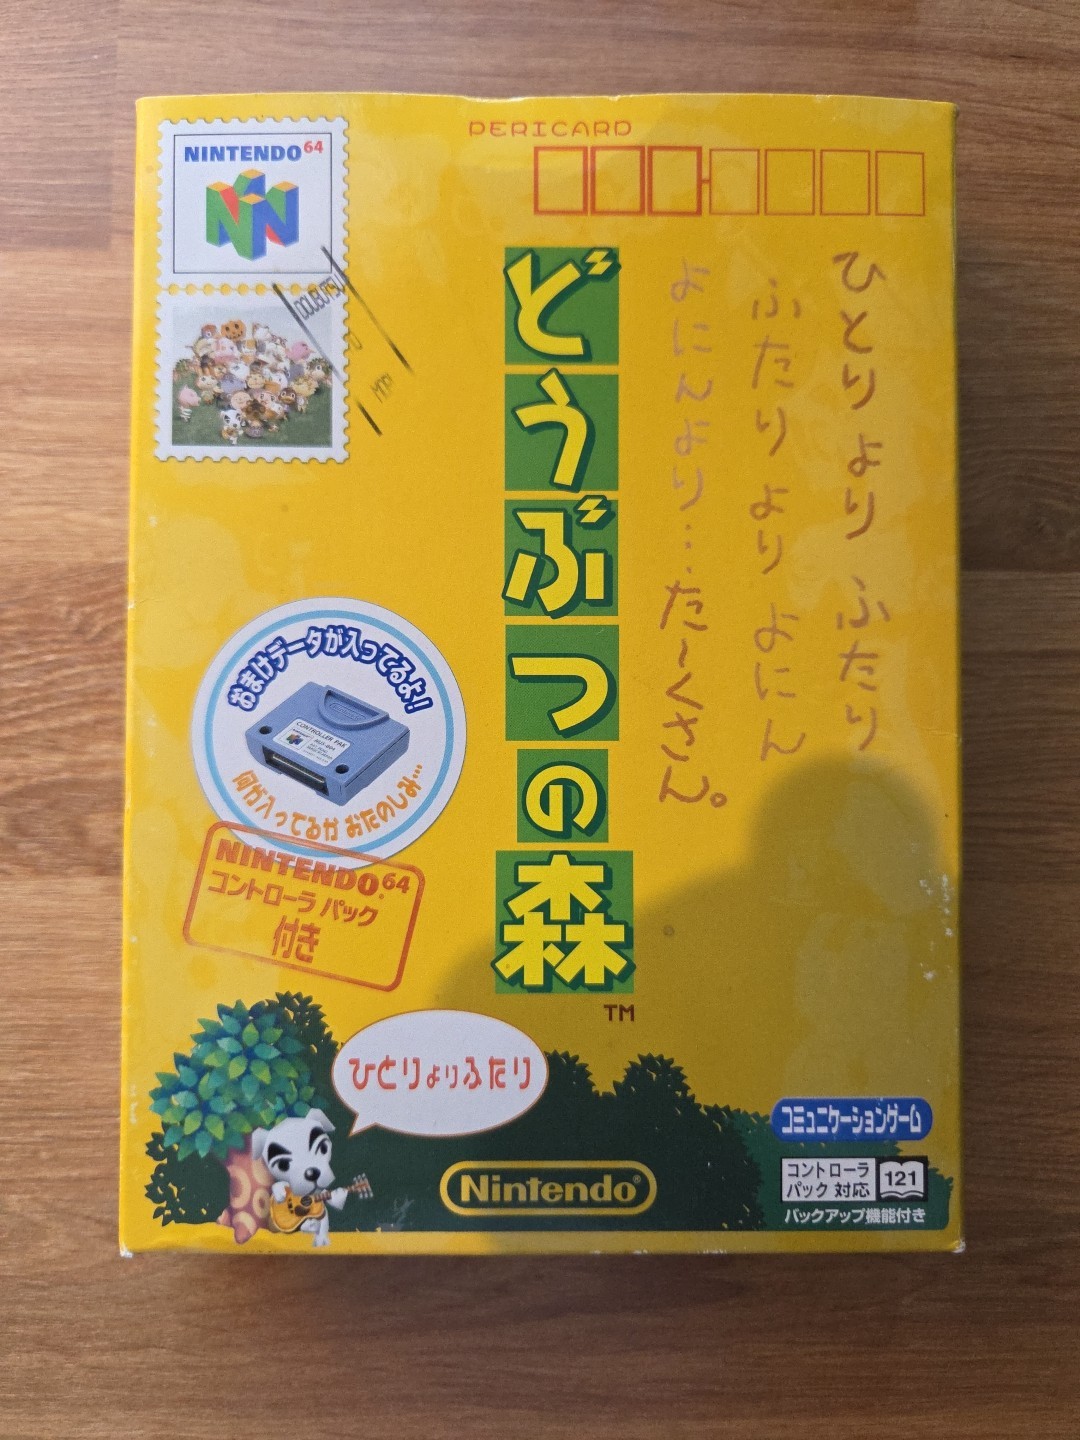 PERICARD
NINTENDO64
DOUBUTSU
NO
MORI
ひとりより ふたり
ふたりより よにん
よにんより…た〜くさん。
どうぶつの森
TM
おまけデータが入ってるよ!
CONTROLLER PAK
何が入ってるか おたのしみ…
NINTENDO64
コントローラ パック
付き
ひとりよりふたり
Nintendo®
コミュニケーションゲーム
コントローラ
パック 対応
121
バックアップ機能付き